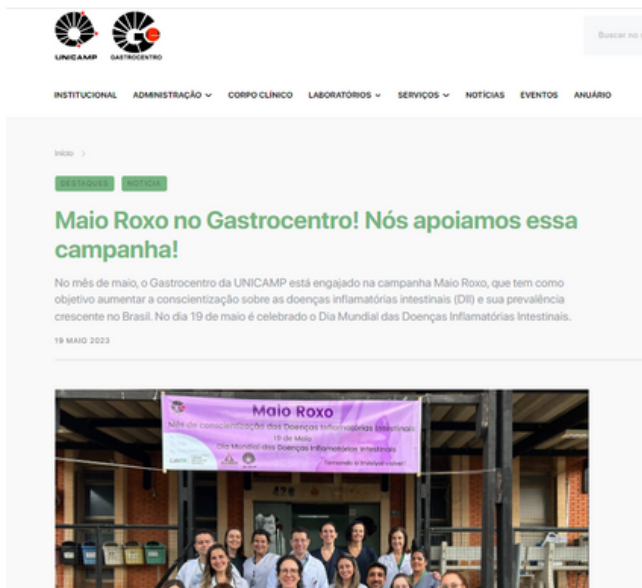 UNICAMP GASTROCENTRO
Buscar no
INSTITUCIONAL ADMINISTRAÇÃO CORPO CLÍNICO LABORATÓRIOS SERVIÇOS NOTÍCIAS EVENTOS ANUÁRIO
Início >
DESTAQUES NOTÍCIA
Maio Roxo no Gastrocentro! Nós apoiamos essa
campanha!
No mês de maio, o Gastrocentro da UNICAMP está engajado na campanha Maio Roxo, que tem como
objetivo aumentar a conscientização sobre as doenças inflamatórias intestinais (DII) e sua prevalência
crescente no Brasil. No dia 19 de maio é celebrado o Dia Mundial das Doenças Inflamatórias Intestinais.
19 MAIO 2023
Maio Roxo
Mês de conscientização das Doenças Inflamatórias Intestinais
19 de Maio
Dia Mundial das Doenças Inflamatórias Intestinais
Tornando o invisível visível!